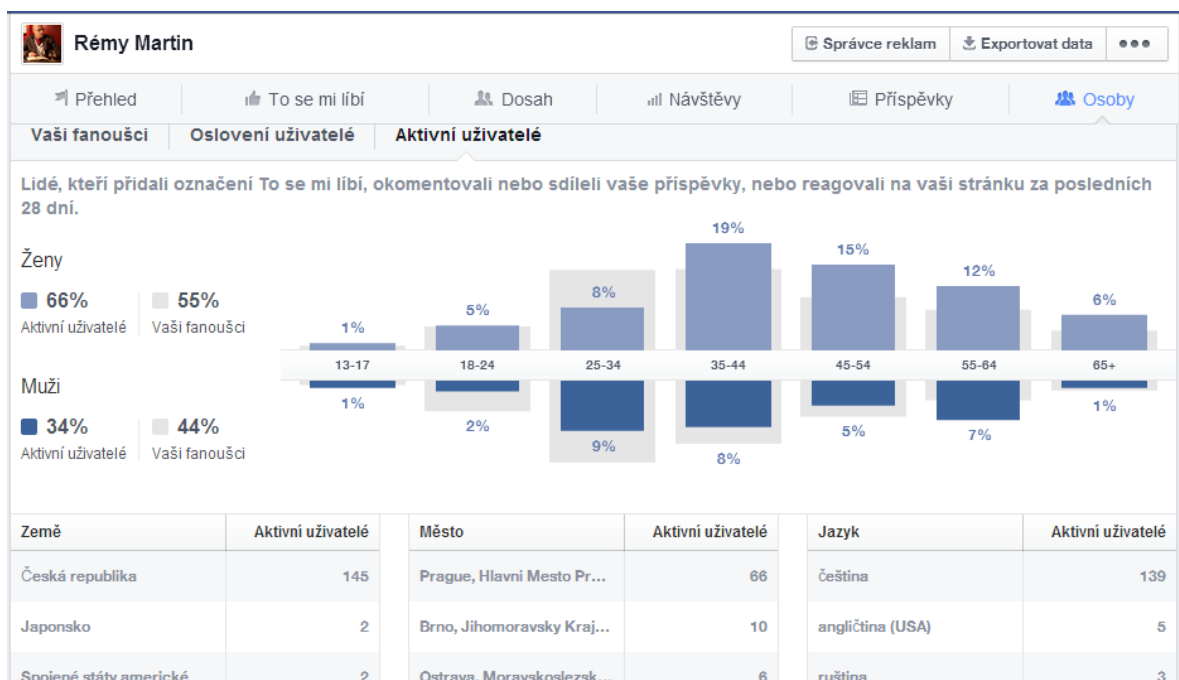 Rémy Martin
Správce reklam
Exportovat data
Přehled
To se mi líbí
Dosah
Návštěvy
Příspěvky
Osoby
Vaši fanoušci
Oslovení uživatelé
Aktivní uživatelé
Lidé, kteří přidali označení To se mi líbí, okomentovali nebo sdíleli vaše příspěvky, nebo reagovali na vaši stránku za posledních
28 dní.
Ženy
66% 55%
Aktivní uživatelé Vaši fanoušci
1% 5% 8% 19% 15% 12% 6%
13-17 18-24 25-34 35-44 45-54 55-64 65+
Muži
34% 44%
Aktivní uživatelé Vaši fanoušci
1% 2% 9% 8% 5% 7% 1%
Země Aktivní uživatelé Město Aktivní uživatelé Jazyk Aktivní uživatelé
Česká republika 145 Prague, Hlavni Mesto Pr... 66 čeština 139
Japonsko 2 Brno, Jihomoravsky Kraj... 10 angličtina (USA) 5
Spojené státy americké 2 Ostrava, Moravskoslezsk... 6 ruština 3